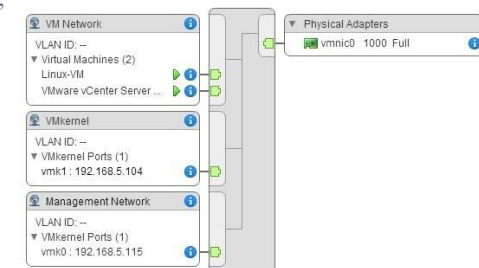 VM Network
VLAN ID: --
Virtual Machines (2)
Linux-VM
VMware vCenter Server ...
VMkernel
VLAN ID: --
VMkernel Ports (1)
vmk1 : 192.168.5.104
Management Network
VLAN ID: --
VMkernel Ports (1)
vmk0 : 192.168.5.115
Physical Adapters
vmnic0 1000 Full